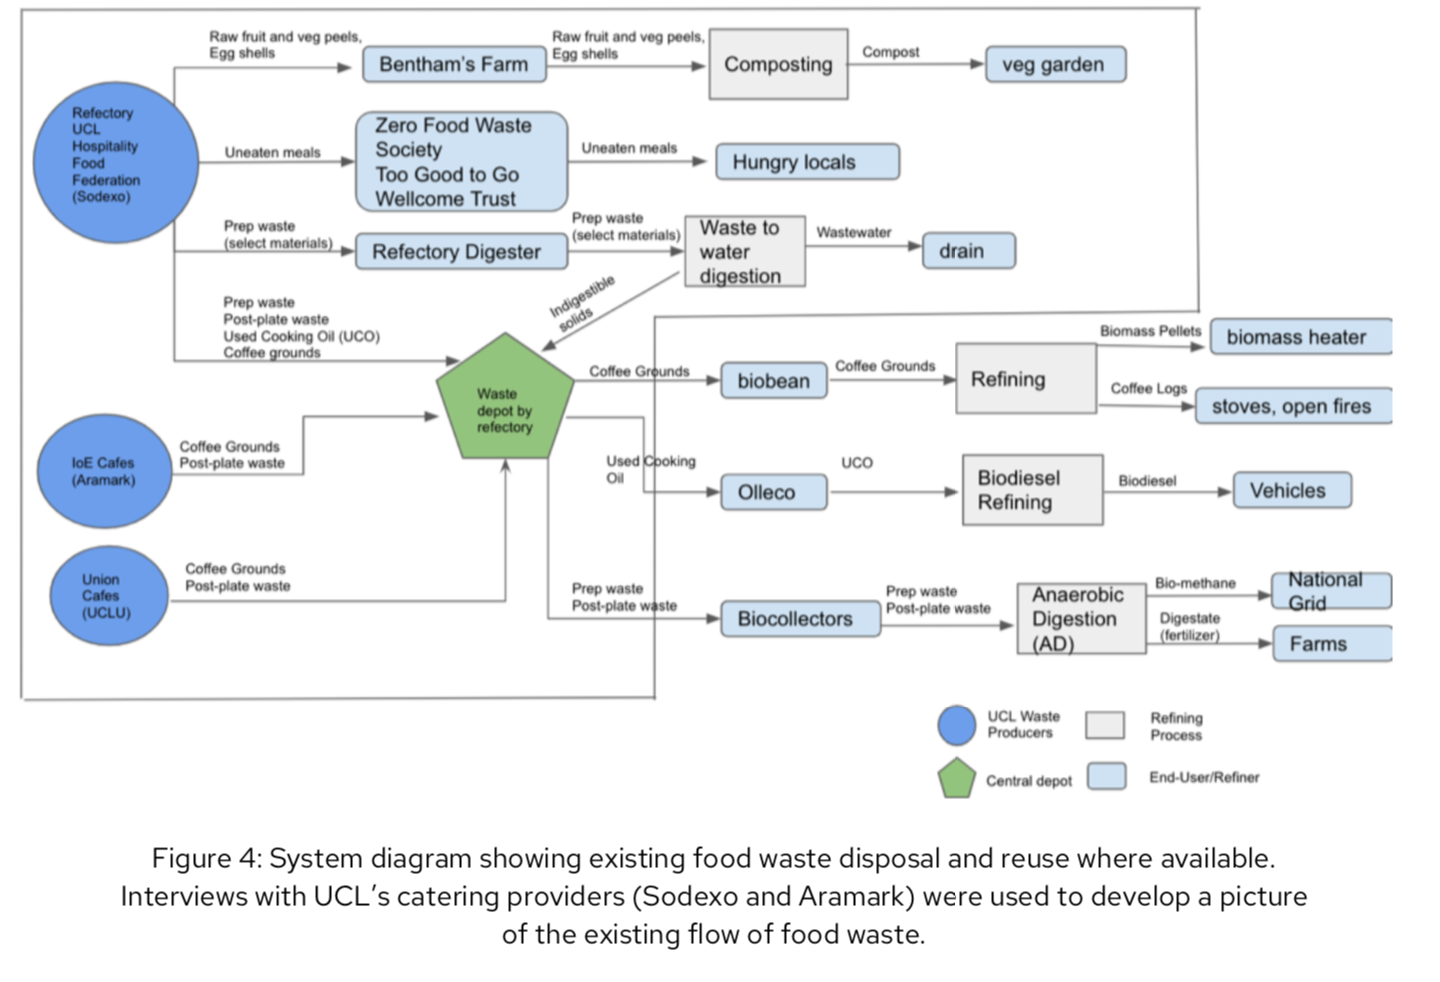 Raw fruit and veg peels,
Egg shells
Bentham's Farm
Raw fruit and veg peels,
Egg shells
Composting
Compost
veg garden
Refectory
UCL
Hospitality
Food
Federation
(Sodexo)
Uneaten meals
Zero Food Waste
Society
Too Good to Go
Wellcome Trust
Uneaten meals
Hungry locals
Prep waste
(select materials)
Refectory Digester
Prep waste
(select materials)
Waste to
water
digestion
Wastewater
drain
Indigestible
solids
Prep waste
Post-plate waste
Used Cooking Oil (UCO)
Coffee grounds
Waste
depot by
refectory
Coffee Grounds
biobean
Coffee Grounds
Refining
Biomass Pellets
biomass heater
Coffee Logs
stoves, open fires
IoE Cafes
(Aramark)
Coffee Grounds
Post-plate waste
Used Cooking
Oil
Olleco
UCO
Biodiesel
Refining
Biodiesel
Vehicles
Union
Cafes
(UCLU)
Coffee Grounds
Post-plate waste
Prep waste
Post-plate waste
Biocollectors
Prep waste
Post-plate waste
Anaerobic
Digestion
(AD)
Bio-methane
National
Grid
Digestate
(fertilizer)
Farms
UCL Waste
Producers
Refining
Process
Central depot
End-User/Refiner
Figure 4: System diagram showing existing food waste disposal and reuse where available.
Interviews with UCL's catering providers (Sodexo and Aramark) were used to develop a picture
of the existing flow of food waste.